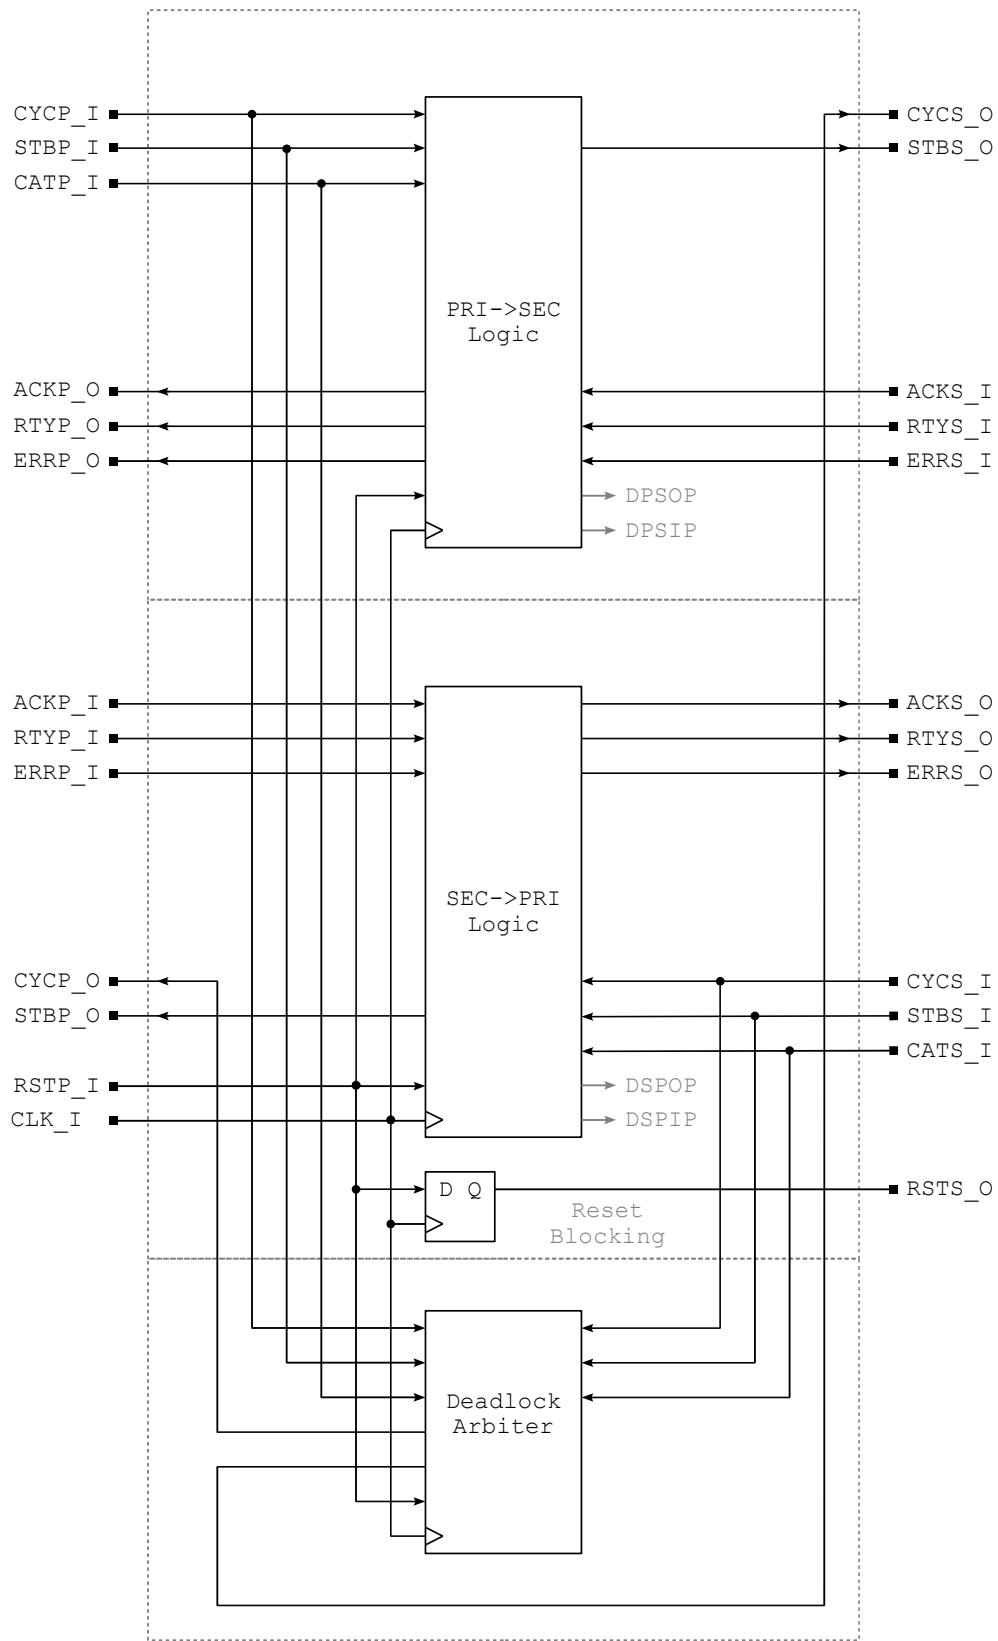 CYCP_I
CYCS_O
STBP_I
STBS_O
CATP_I
PRI->SEC
Logic
ACKP_O
ACKS_I
RTYP_O
RTYS_I
ERRP_O
ERRS_I
DPSOP
DPSIP
ACKP_I
ACKS_O
RTYP_I
RTYS_O
ERRP_I
ERRS_O
SEC->PRI
Logic
CYCP_O
CYCS_I
STBP_O
STBS_I
CATS_I
RSTP_I
DSPOP
CLK_I
DSPIP
D Q
RSTS_O
Reset
Blocking
Deadlock
Arbiter